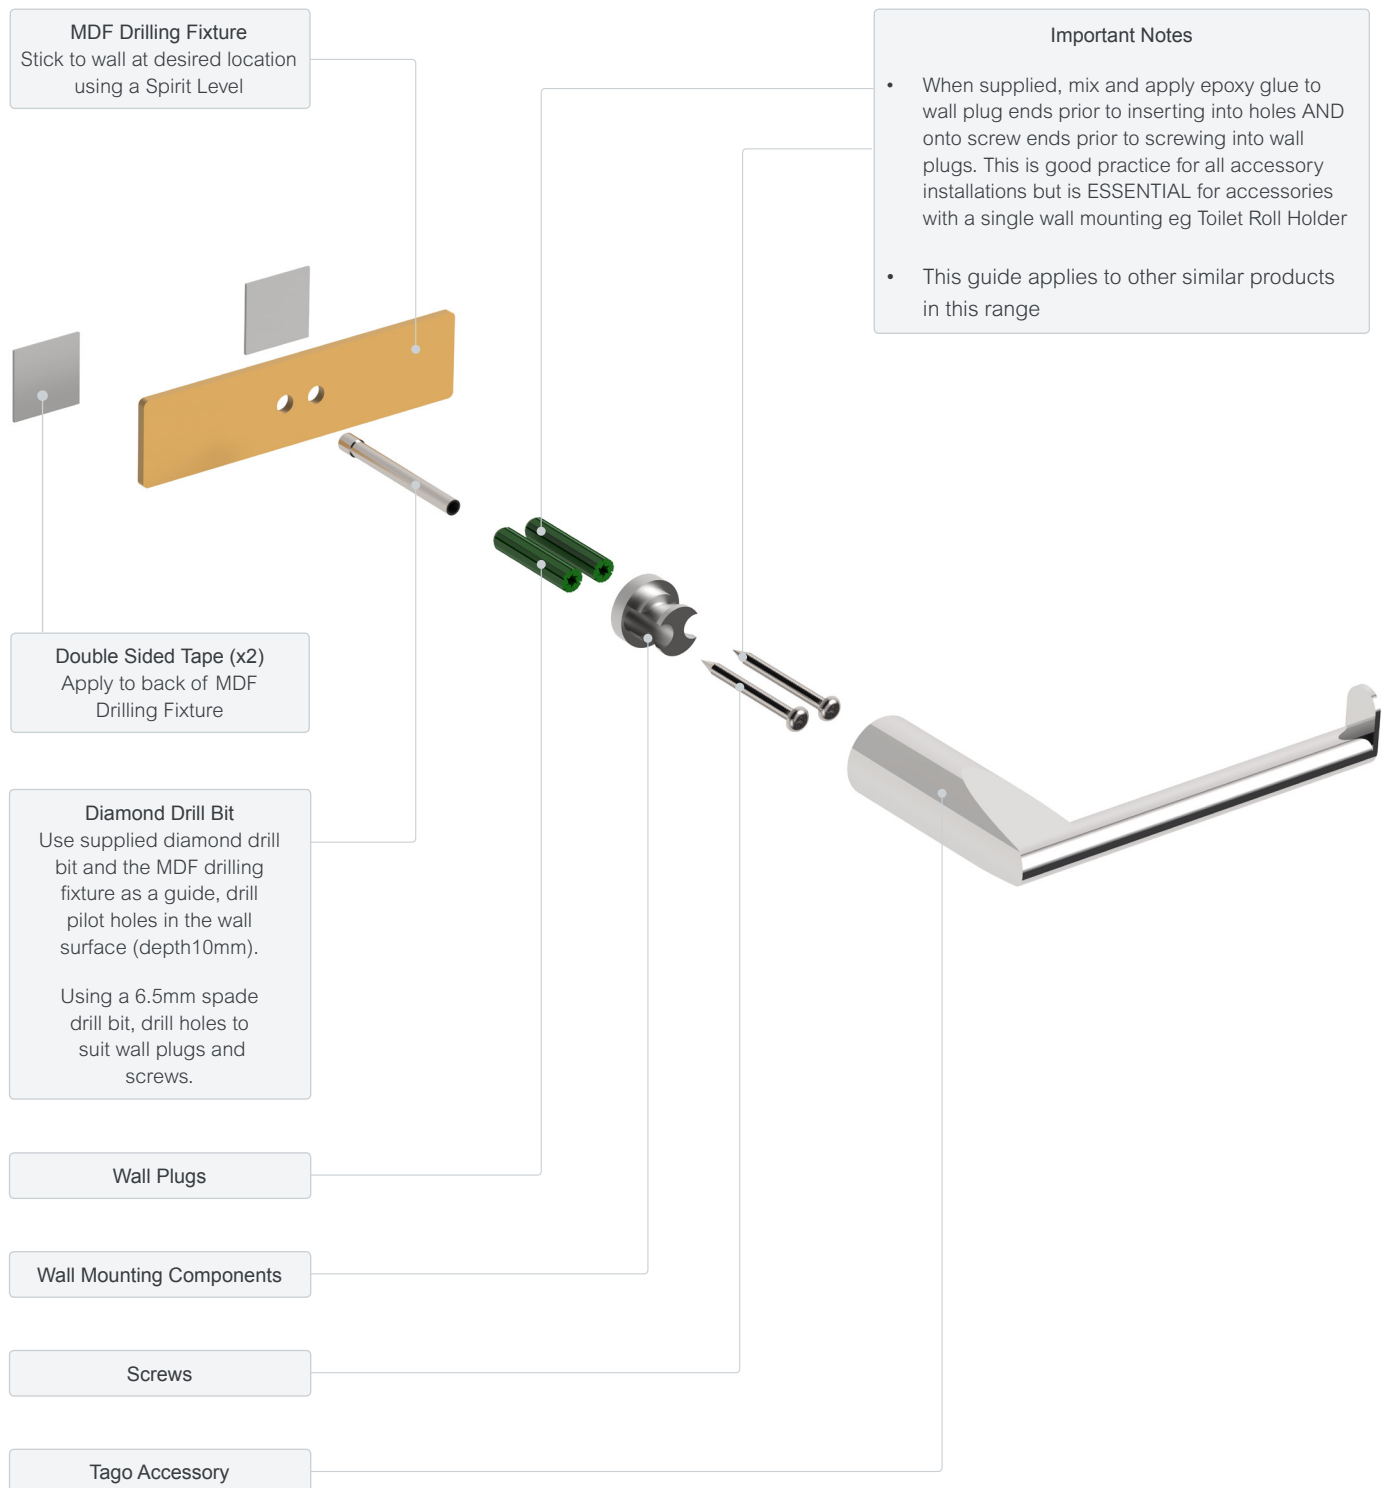 MDF Drilling Fixture
Stick to wall at desired location
using a Spirit Level
Important Notes
• When supplied, mix and apply epoxy glue to
wall plug ends prior to inserting into holes AND
onto screw ends prior to screwing into wall
plugs. This is good practice for all accessory
installations but is ESSENTIAL for accessories
with a single wall mounting eg Toilet Roll Holder
• This guide applies to other similar products
in this range
Double Sided Tape (x2)
Apply to back of MDF
Drilling Fixture
Diamond Drill Bit
Use supplied diamond drill
bit and the MDF drilling
fixture as a guide, drill
pilot holes in the wall
surface (depth10mm).
Using a 6.5mm spade
drill bit, drill holes to
suit wall plugs and
screws.
Wall Plugs
Wall Mounting Components
Screws
Tago Accessory